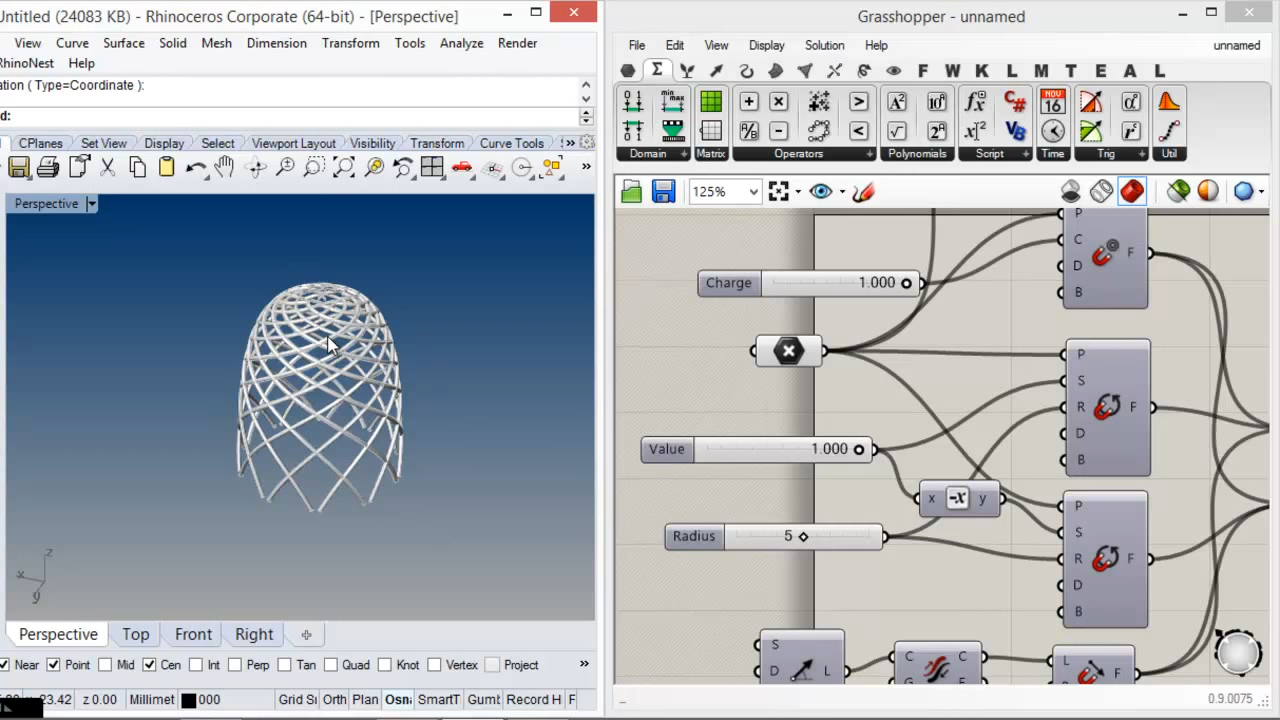 Untitled (24083 KB) - Rhinoceros Corporate (64-bit) - [Perspective]
View Curve Surface Solid Mesh Dimension Transform Tools Analyze Render
RhinoNest Help
ation ( Type=Coordinate ):
d:
CPlanes Set View Display Select Viewport Layout Visibility Transform Curve Tools
Perspective
z
x
y
Perspective Top Front Right
Near Point Mid Cen Int Perp Tan Quad Knot Vertex Project
23.42 z 0.00 Millimet 000 Grid Sı Orth Plan Osna SmartT Gumb Record H F
Grasshopper - unnamed
File Edit View Display Solution Help unnamed
Σ F W K L M T E A L
Domain Matrix Operators Polynomials Script Time Trig Util
125%
P
C
D
B
F
Charge 1.000
P
S
R
D
B
F
Value 1.000
x -x y
Radius 5
P
S
R
D
B
F
S
D
L
C
C
L
F
0.9.0075